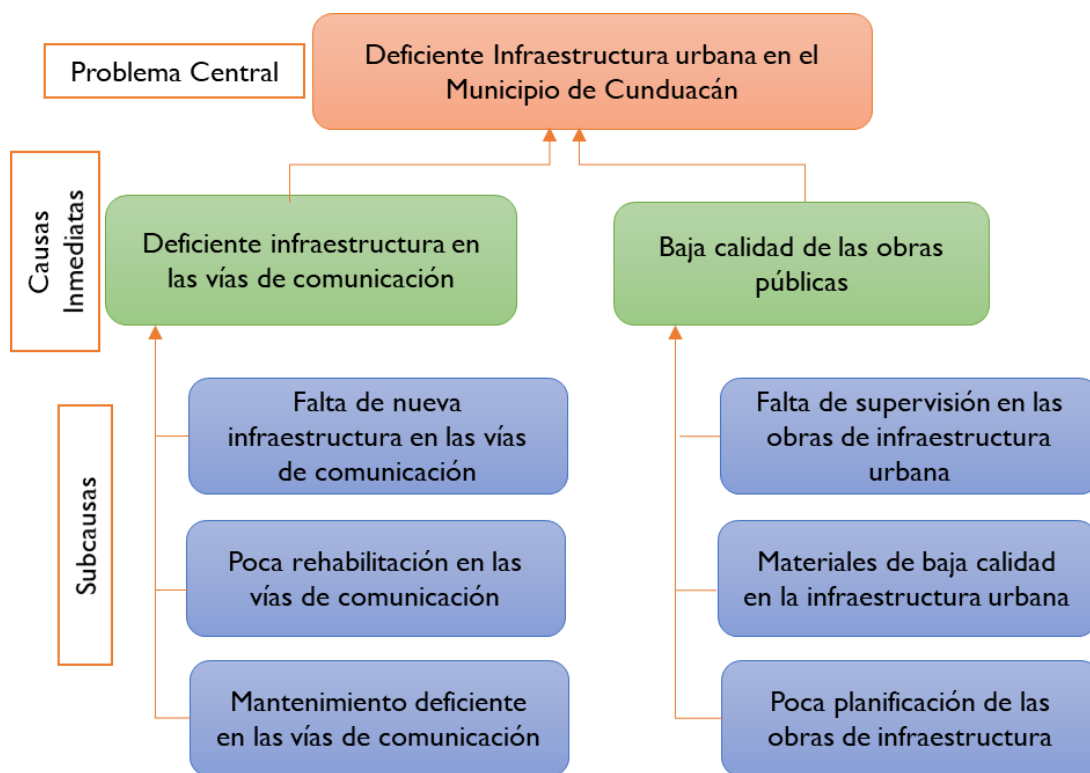 Problema Central
Deficiente Infraestructura urbana en el
Municipio de Cunduacán
Causas
Inmediatas
Deficiente infraestructura en
las vías de comunicación
Baja calidad de las obras
públicas
Subcausas
Falta de nueva
infraestructura en las vías
de comunicación
Poca rehabilitación en las
vías de comunicación
Mantenimiento deficiente
en las vías de comunicación
Falta de supervisión en las
obras de infraestructura
urbana
Materiales de baja calidad
en la infraestructura urbana
Poca planificación de las
obras de infraestructura